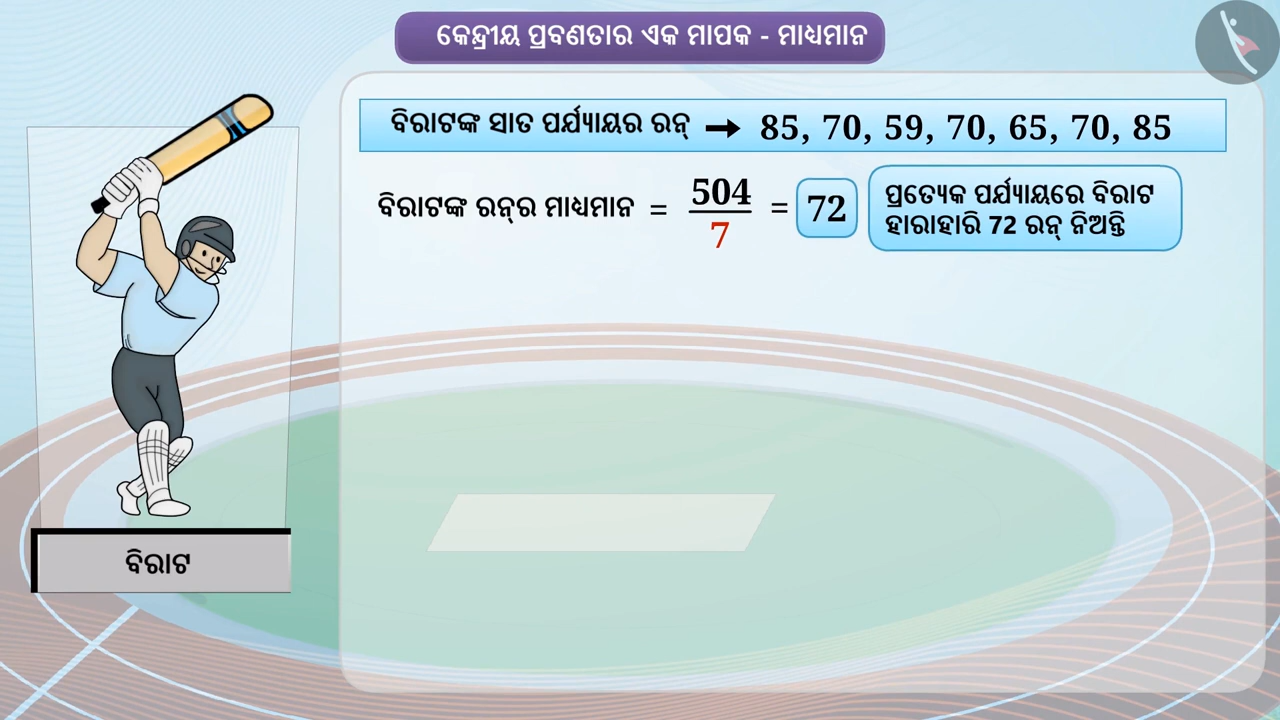 କେନ୍ଦ୍ରୀୟ ପ୍ରବଣତାର ଏକ ମାପକ - ମାଧ୍ୟମାନ
ବିରାଟଙ୍କ ସାତ ପର୍ଯ୍ୟାୟର ରନ୍ → 85, 70, 59, 70, 65, 70, 85
ବିରାଟଙ୍କ ରନ୍‌ର ମାଧ୍ୟମାନ = 504/7 = 72
ପ୍ରତ୍ୟେକ ପର୍ଯ୍ୟାୟରେ ବିରାଟ
ହାରାହାରି 72 ରନ୍ ନିଅନ୍ତି
ବିରାଟ